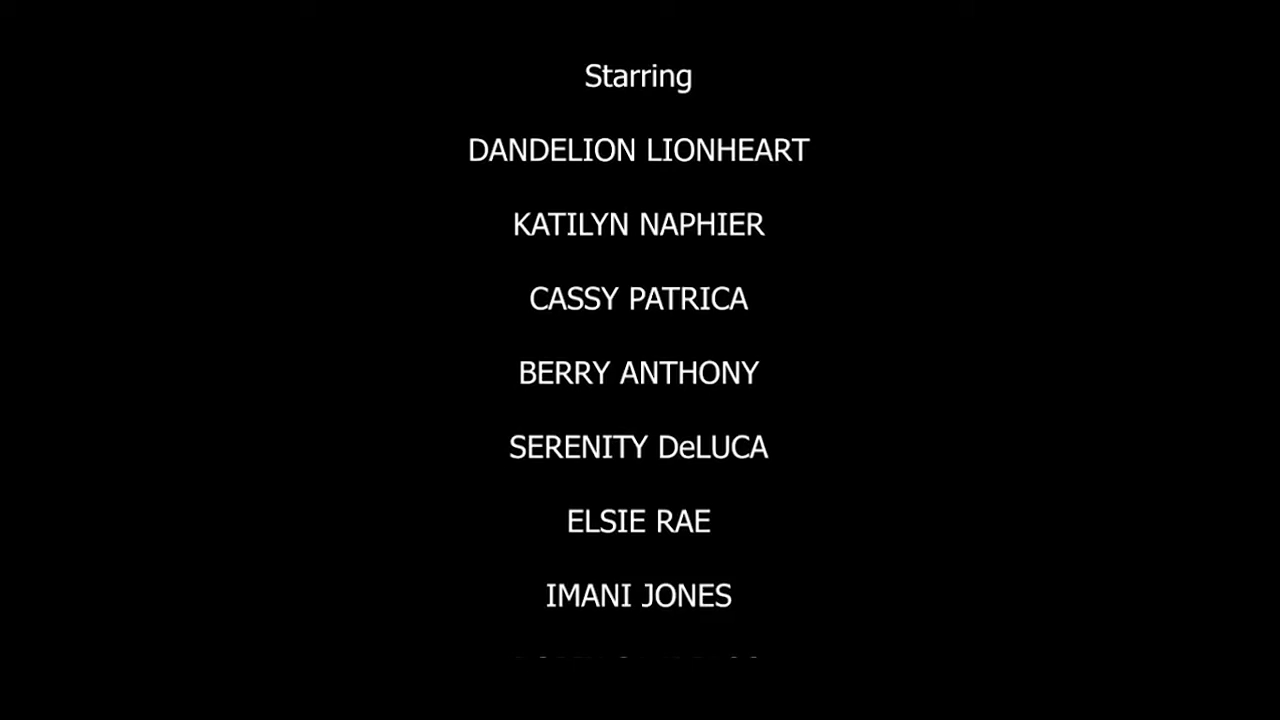 Starring
DANDELION LIONHEART
KATILYN NAPHIER
CASSY PATRICA
BERRY ANTHONY
SERENITY DeLUCA
ELSIE RAE
IMANI JONES